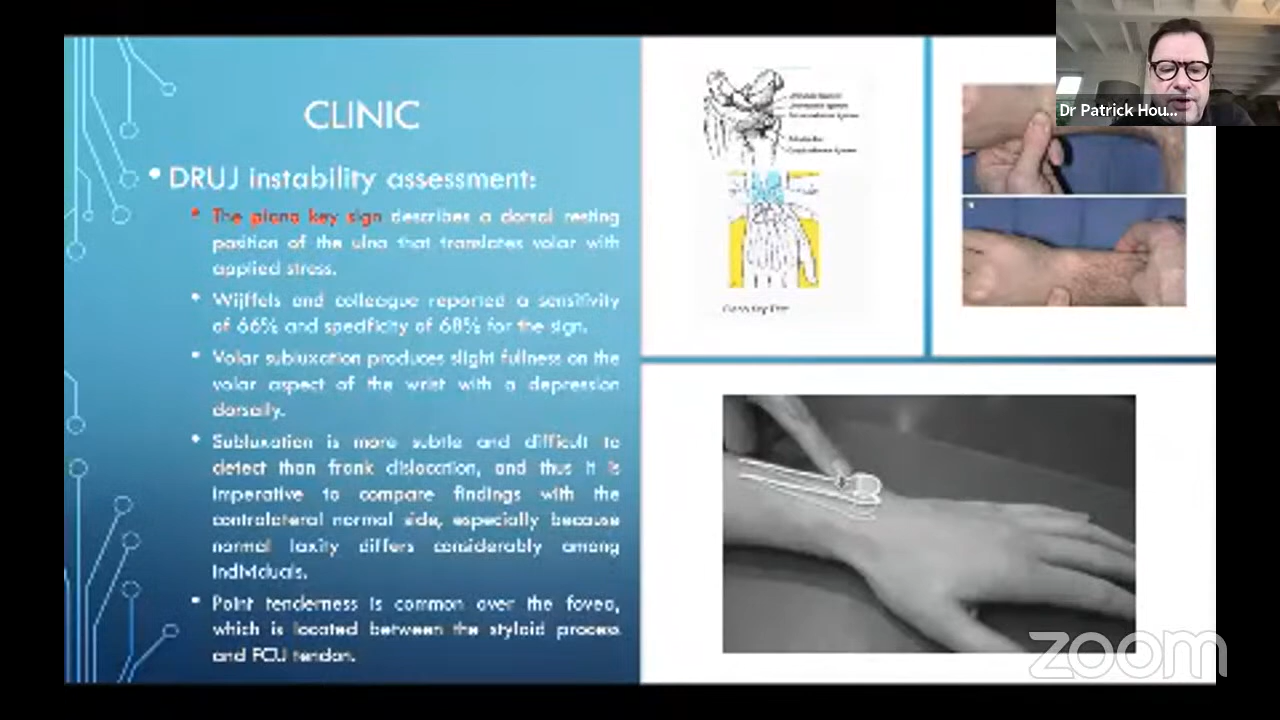 CLINIC
• DRUJ instability assessment:
• The piano key sign describes a dorsal resting
position of the ulna that translates volar with
applied stress.
• Wijffels and colleague reported a sensitivity
of 66% and specificity of 68% for the sign.
• Volar subluxation produces slight fullness on the
volar aspect of the wrist with a depression
dorsally.
• Subluxation is more subtle and difficult to
detect than frank dislocation, and thus it is
imperative to compare findings with the
contralateral normal side, especially because
normal laxity differs considerably among
individuals.
• Point tenderness is common over the fovea,
which is located between the styloid process
and FCU tendon.
Dr Patrick Hou...
zoom